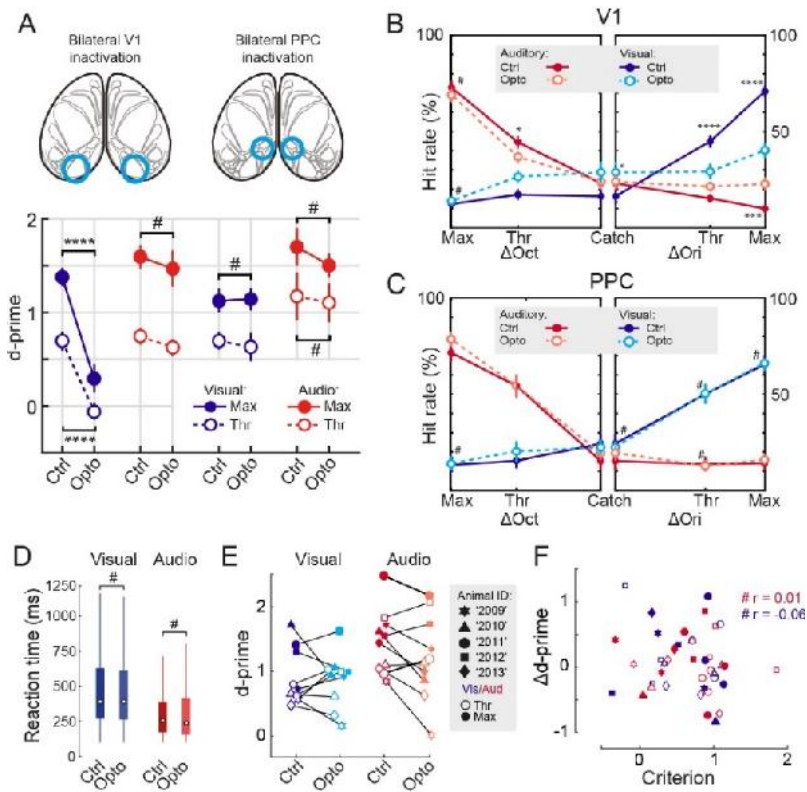 A
Bilateral V1
inactivation
Bilateral PPC
inactivation
2
1
0
d-prime
****
****
#
#
#
#
Visual:
Max
Thr
Audio:
Max
Thr
Ctrl
Opto
Ctrl
Opto
Ctrl
Opto
Ctrl
Opto
B
V1
100
100
50
Hit rate (%)
Auditory:
Ctrl
Opto
Visual:
Ctrl
Opto
#
*
#
*
****
****
***
Max
Thr
Catch
Thr
Max
ΔOct
ΔOri
C
PPC
100
100
50
Hit rate (%)
Auditory:
Ctrl
Opto
Visual:
Ctrl
Opto
#
#
#
#
#
Max
Thr
Catch
Thr
Max
ΔOct
ΔOri
D
Visual
Audio
1250
1000
750
500
250
0
Reaction time (ms)
#
#
Ctrl
Opto
Ctrl
Opto
E
Visual
Audio
2
1
0
d-prime
Ctrl
Opto
Ctrl
Opto
Animal ID:
'2009'
'2010'
'2011'
'2012'
'2013'
Vis/Aud
Thr
Max
F
# r = 0.01
# r = -0.06
1
0
-1
Δd-prime
0
1
2
Criterion